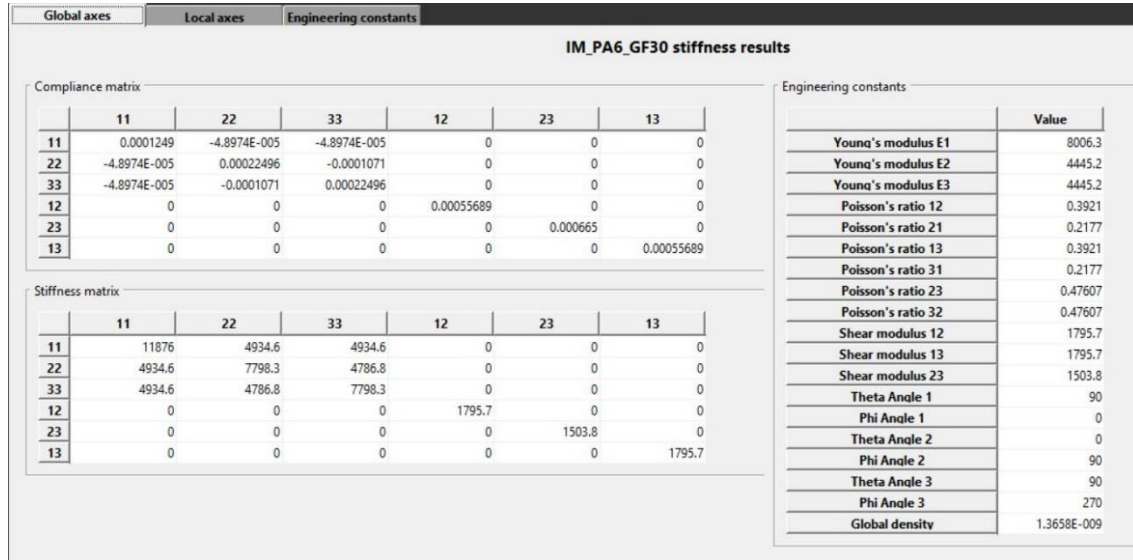 Global axes Local axes Engineering constants
IM_PA6_GF30 stiffness results
Compliance matrix
11 22 33 12 23 13
11 0.0001249 -4.8974E-005 -4.8974E-005 0 0 0
22 -4.8974E-005 0.00022496 -0.0001071 0 0 0
33 -4.8974E-005 -0.0001071 0.00022496 0 0 0
12 0 0 0 0.00055689 0 0
23 0 0 0 0 0.000665 0
13 0 0 0 0 0 0.00055689
Stiffness matrix
11 22 33 12 23 13
11 11876 4934.6 4934.6 0 0 0
22 4934.6 7798.3 4786.8 0 0 0
33 4934.6 4786.8 7798.3 0 0 0
12 0 0 0 1795.7 0 0
23 0 0 0 0 1503.8 0
13 0 0 0 0 0 1795.7
Engineering constants
Value
Young's modulus E1 8006.3
Young's modulus E2 4445.2
Young's modulus E3 4445.2
Poisson's ratio 12 0.3921
Poisson's ratio 21 0.2177
Poisson's ratio 13 0.3921
Poisson's ratio 31 0.2177
Poisson's ratio 23 0.47607
Poisson's ratio 32 0.47607
Shear modulus 12 1795.7
Shear modulus 13 1795.7
Shear modulus 23 1503.8
Theta Angle 1 90
Phi Angle 1 0
Theta Angle 2 0
Phi Angle 2 90
Theta Angle 3 90
Phi Angle 3 270
Global density 1.3658E-009